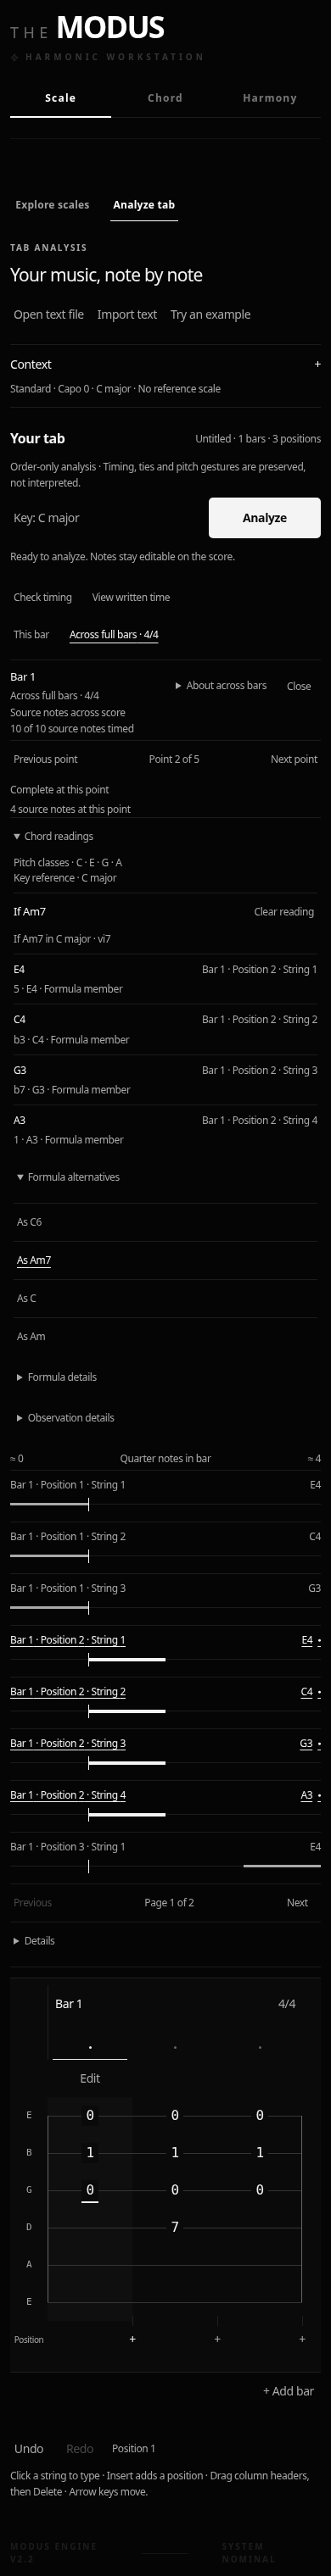 THE MODUS
HARMONIC WORKSTATION
Scale Chord Harmony
Explore scales Analyze tab
TAB ANALYSIS
Your music, note by note
Open text file Import text Try an example
Context +
Standard · Capo 0 · C major · No reference scale
Your tab Untitled · 1 bars · 3 positions
Order-only analysis · Timing, ties and pitch gestures are preserved,
not interpreted.
Key: C major Analyze
Ready to analyze. Notes stay editable on the score.
Check timing View written time
This bar Across full bars · 4/4
Bar 1
Across full bars · 4/4 ▶ About across bars Close
Source notes across score
10 of 10 source notes timed
Previous point Point 2 of 5 Next point
Complete at this point
4 source notes at this point
▼ Chord readings
Pitch classes · C · E · G · A
Key reference · C major
If Am7 Clear reading
If Am7 in C major · vi7
E4 Bar 1 · Position 2 · String 1
5 · E4 · Formula member
C4 Bar 1 · Position 2 · String 2
b3 · C4 · Formula member
G3 Bar 1 · Position 2 · String 3
b7 · G3 · Formula member
A3 Bar 1 · Position 2 · String 4
1 · A3 · Formula member
▼ Formula alternatives
As C6
As Am7
As C
As Am
▶ Formula details
▶ Observation details
≈ 0 Quarter notes in bar ≈ 4
Bar 1 · Position 1 · String 1 E4
Bar 1 · Position 1 · String 2 C4
Bar 1 · Position 1 · String 3 G3
Bar 1 · Position 2 · String 1 E4 •
Bar 1 · Position 2 · String 2 C4 •
Bar 1 · Position 2 · String 3 G3 •
Bar 1 · Position 2 · String 4 A3 •
Bar 1 · Position 3 · String 1 E4
Previous Page 1 of 2 Next
▶ Details
Bar 1 4/4
Edit
E 0 0 0
B 1 1 1
G 0 0 0
D 7
A
E
Position + + +
+ Add bar
Undo Redo Position 1
Click a string to type · Insert adds a position · Drag column headers,
then Delete · Arrow keys move.
MODUS ENGINE SYSTEM
V2.2 NOMINAL